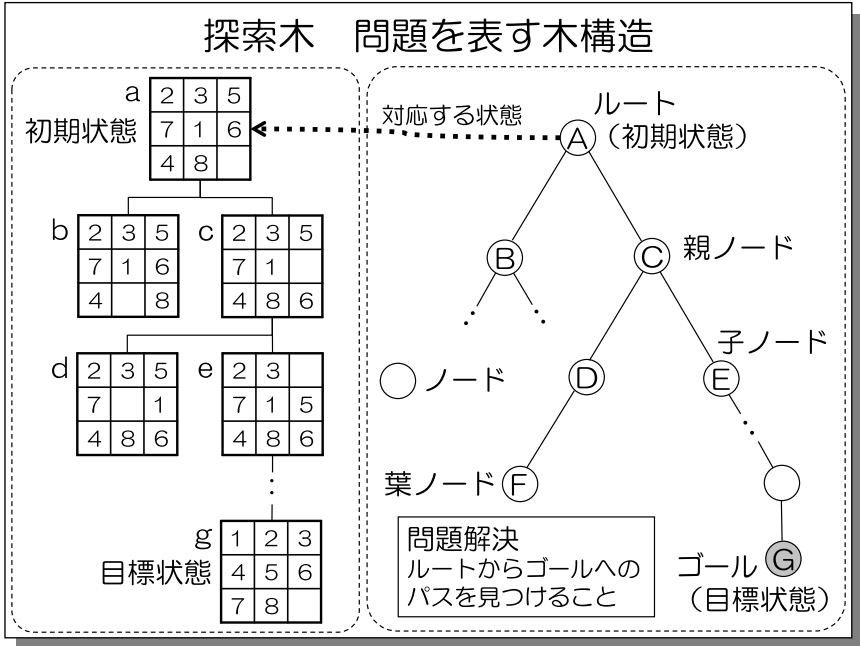 探索木　問題を表す木構造
a
初期状態
2 3 5
7 1 6
4 8
b
2 3 5
7 1 6
4 8
c
2 3 5
7 1
4 8 6
d
2 3 5
7 1
4 8 6
e
2 3
7 1 5
4 8 6
⋮
g
目標状態
1 2 3
4 5 6
7 8
対応する状態
ルート
（初期状態）
A
B
C
親ノード
子ノード
ノード
D
E
葉ノード
F
ゴール
G
（目標状態）
問題解決
ルートからゴールへの
パスを見つけること